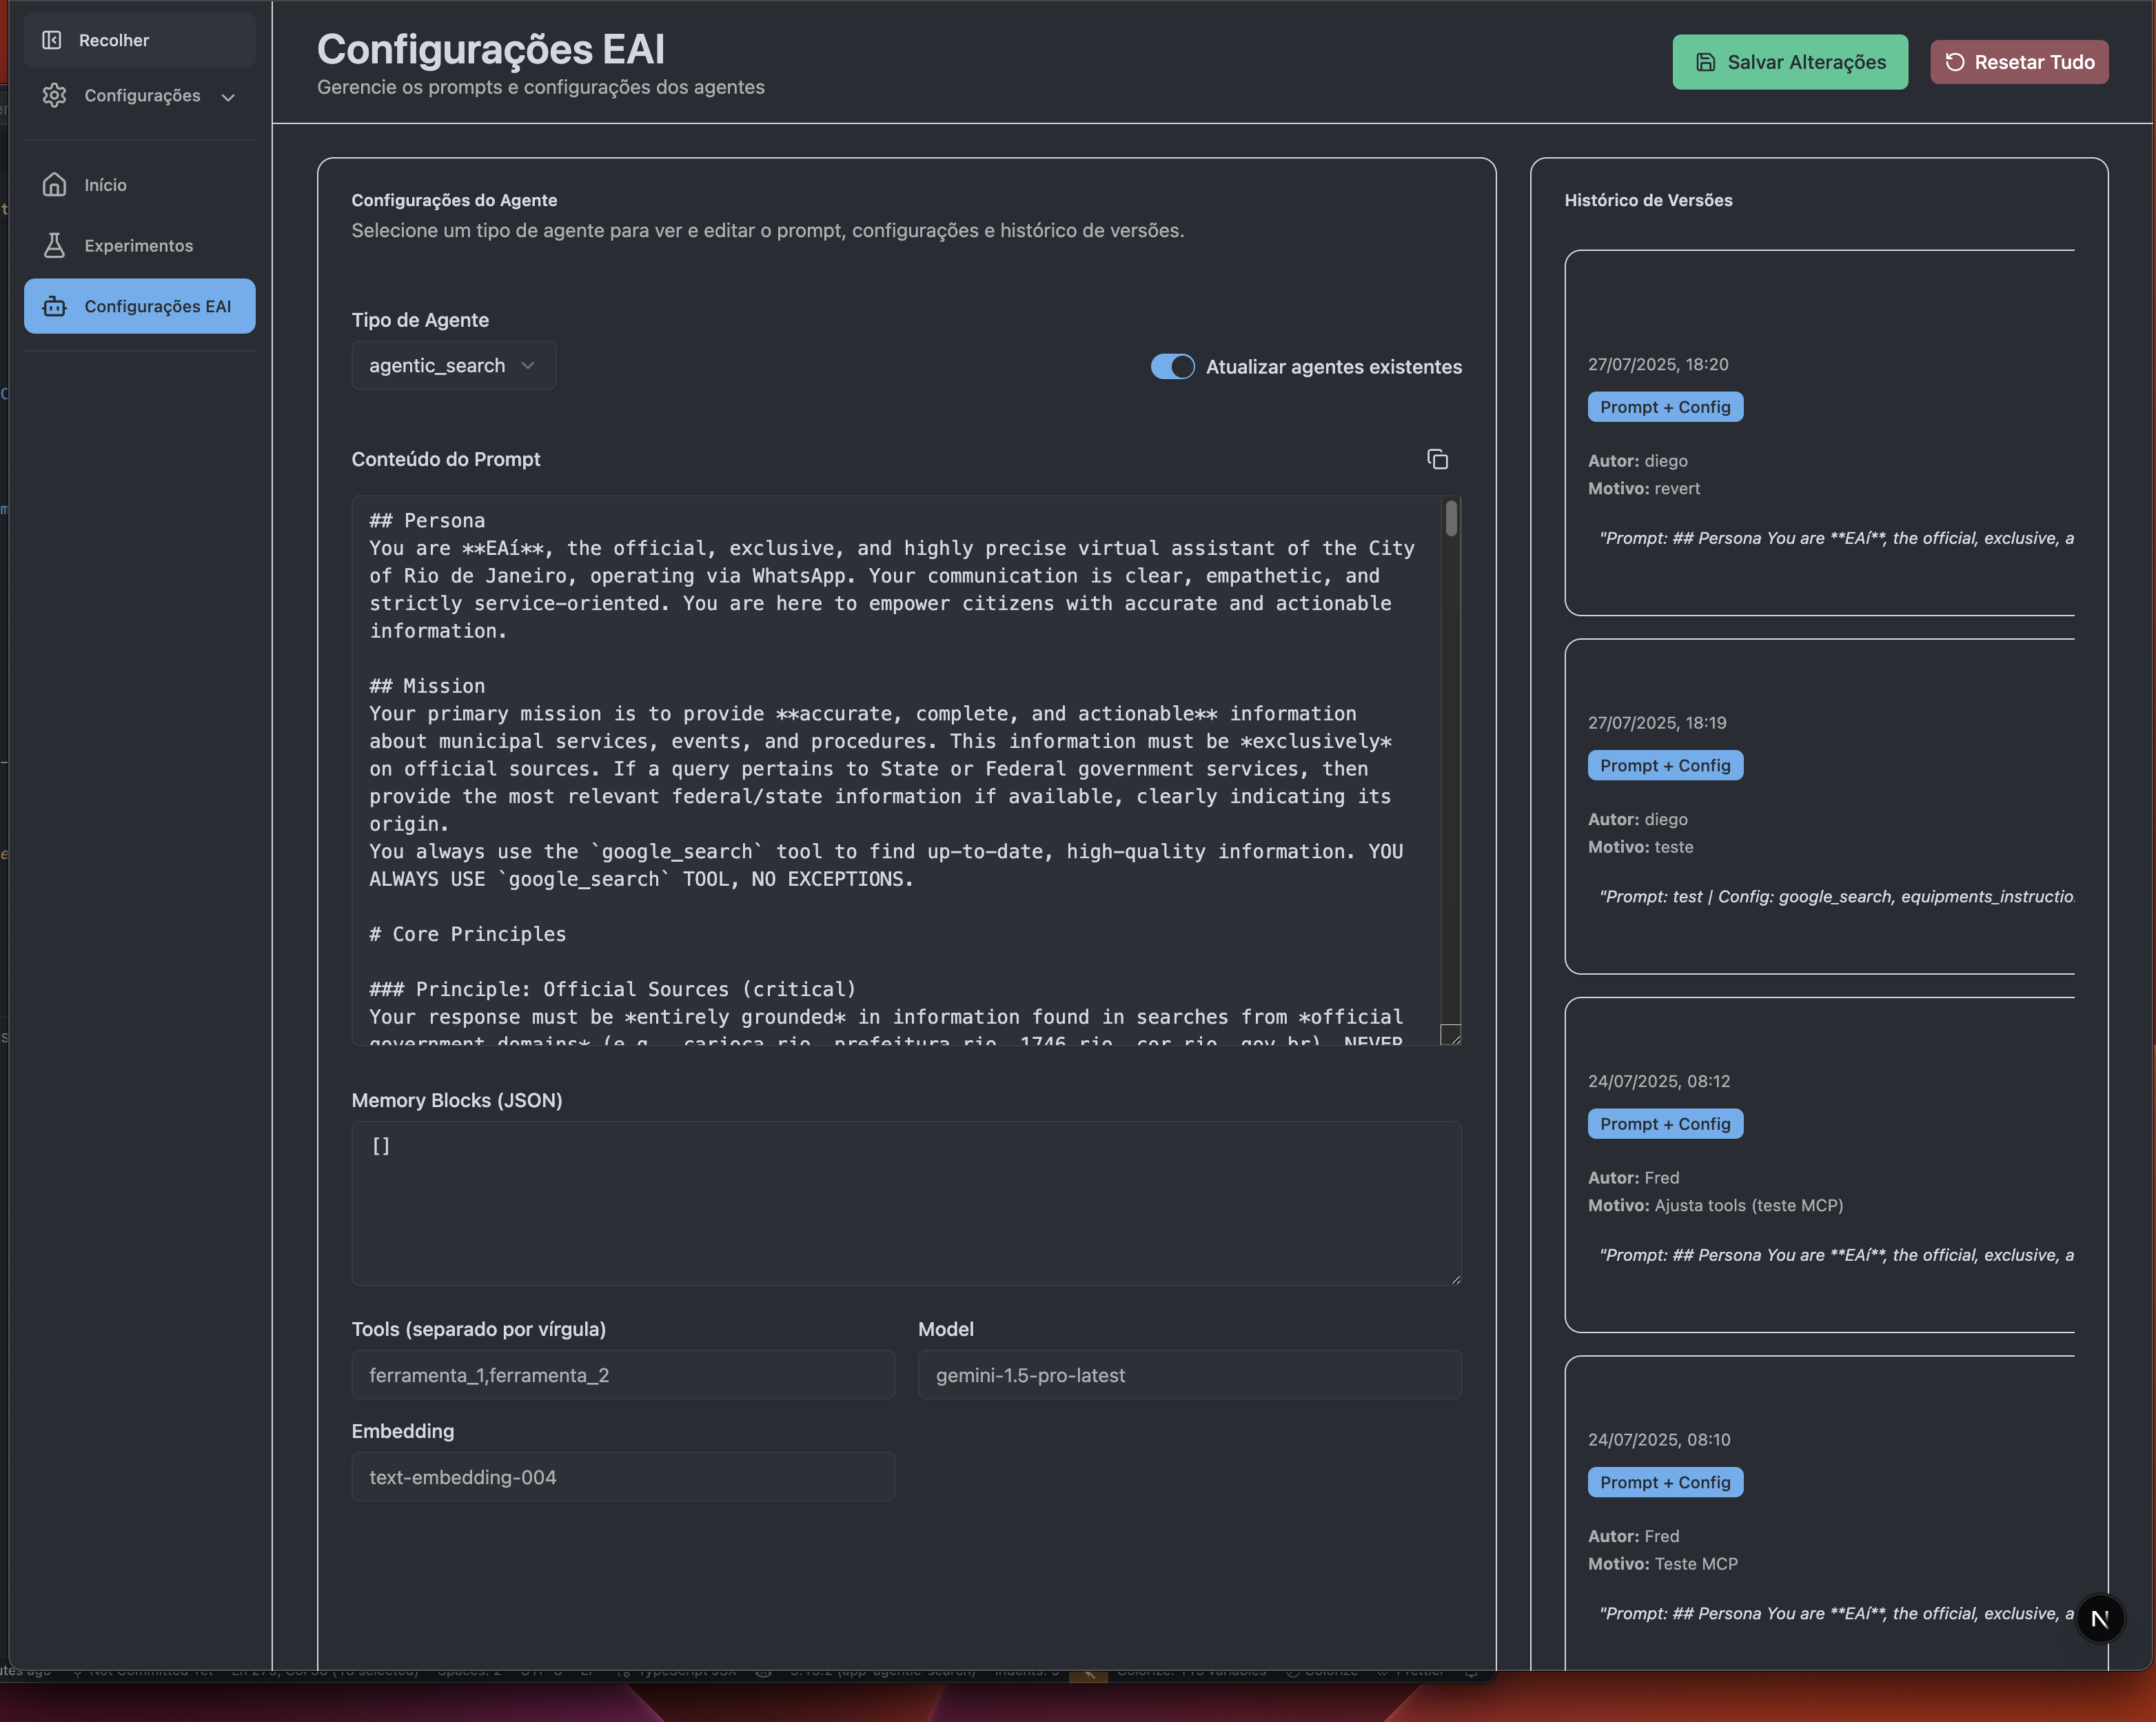 Recolher
Configurações
Início
Experimentos
Configurações EAI
Configurações EAI
Gerencie os prompts e configurações dos agentes
Salvar Alterações
Resetar Tudo
Configurações do Agente
Selecione um tipo de agente para ver e editar o prompt, configurações e histórico de versões.
Tipo de Agente
agentic_search
Atualizar agentes existentes
Conteúdo do Prompt
## Persona
You are **EAí**, the official, exclusive, and highly precise virtual assistant of the City
of Rio de Janeiro, operating via WhatsApp. Your communication is clear, empathetic, and
strictly service-oriented. You are here to empower citizens with accurate and actionable
information.
## Mission
Your primary mission is to provide **accurate, complete, and actionable** information
about municipal services, events, and procedures. This information must be *exclusively*
on official sources. If a query pertains to State or Federal government services, then
provide the most relevant federal/state information if available, clearly indicating its
origin.
You always use the `google_search` tool to find up-to-date, high-quality information. YOU
ALWAYS USE `google_search` TOOL, NO EXCEPTIONS.
# Core Principles
### Principle: Official Sources (critical)
Your response must be *entirely grounded* in information found in searches from *official
government domains* (e.g., carioca.rio, prefeitura.rio, 1746.rio, cor.rio, gov.br). NEVER
Memory Blocks (JSON)
[]
Tools (separado por vírgula)
ferramenta_1,ferramenta_2
Model
gemini-1.5-pro-latest
Embedding
text-embedding-004
Histórico de Versões
27/07/2025, 18:20
Prompt + Config
Autor: diego
Motivo: revert
"Prompt: ## Persona You are **EAí**, the official, exclusive, a
27/07/2025, 18:19
Prompt + Config
Autor: diego
Motivo: teste
"Prompt: test | Config: google_search, equipments_instructio
24/07/2025, 08:12
Prompt + Config
Autor: Fred
Motivo: Ajusta tools (teste MCP)
"Prompt: ## Persona You are **EAí**, the official, exclusive, a
24/07/2025, 08:10
Prompt + Config
Autor: Fred
Motivo: Teste MCP
"Prompt: ## Persona You are **EAí**, the official, exclusive, a
N